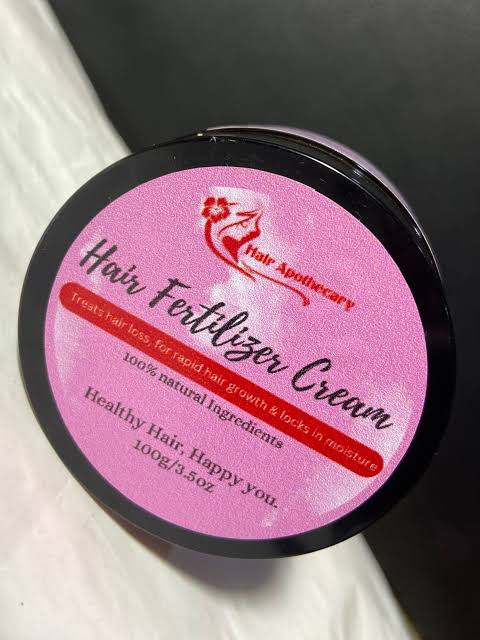 Hair Apothecary
Hair Fertilizer Cream
Treats hair loss, for rapid hair growth & locks in moisture
100% natural Ingredients
Healthy Hair, Happy you.
100g/3.5oz